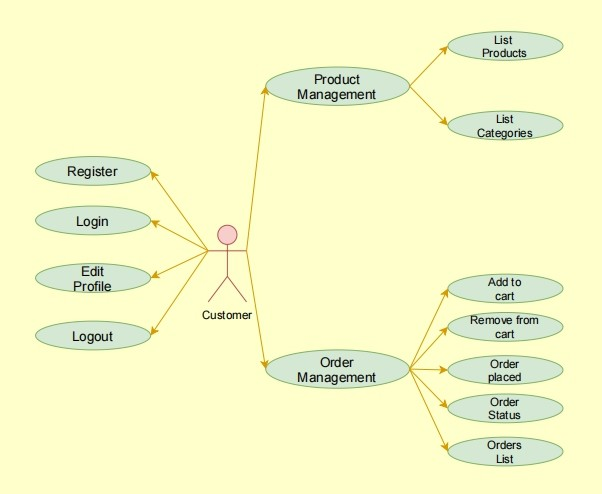 List
Products
Product
Management
List
Categories
Register
Login
Edit
Profile
Logout
Customer
Add to
cart
Remove from
cart
Order
Management
Order
placed
Order
Status
Orders
List